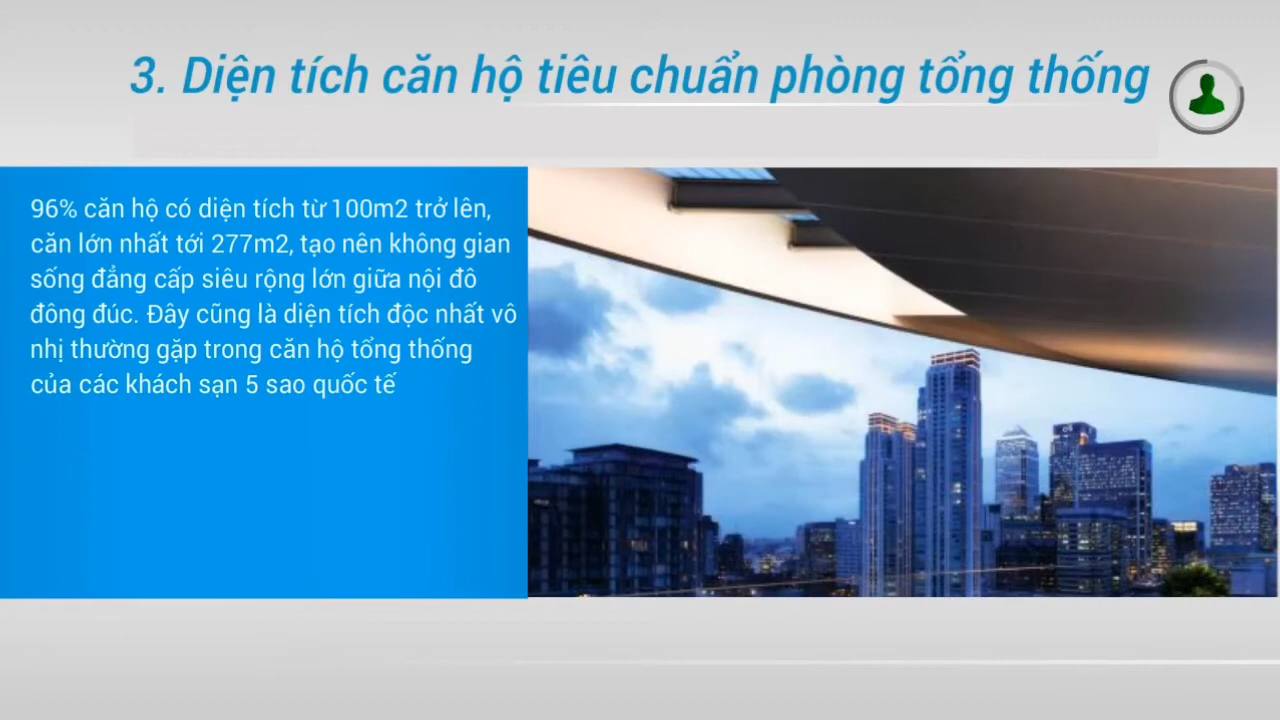 3. Diện tích căn hộ tiêu chuẩn phòng tổng thống
96% căn hộ có diện tích từ 100m2 trở lên,
căn lớn nhất tới 277m2, tạo nên không gian
sống đẳng cấp siêu rộng lớn giữa nội đô
đông đúc. Đây cũng là diện tích độc nhất vô
nhị thường gặp trong căn hộ tổng thống
của các khách sạn 5 sao quốc tế